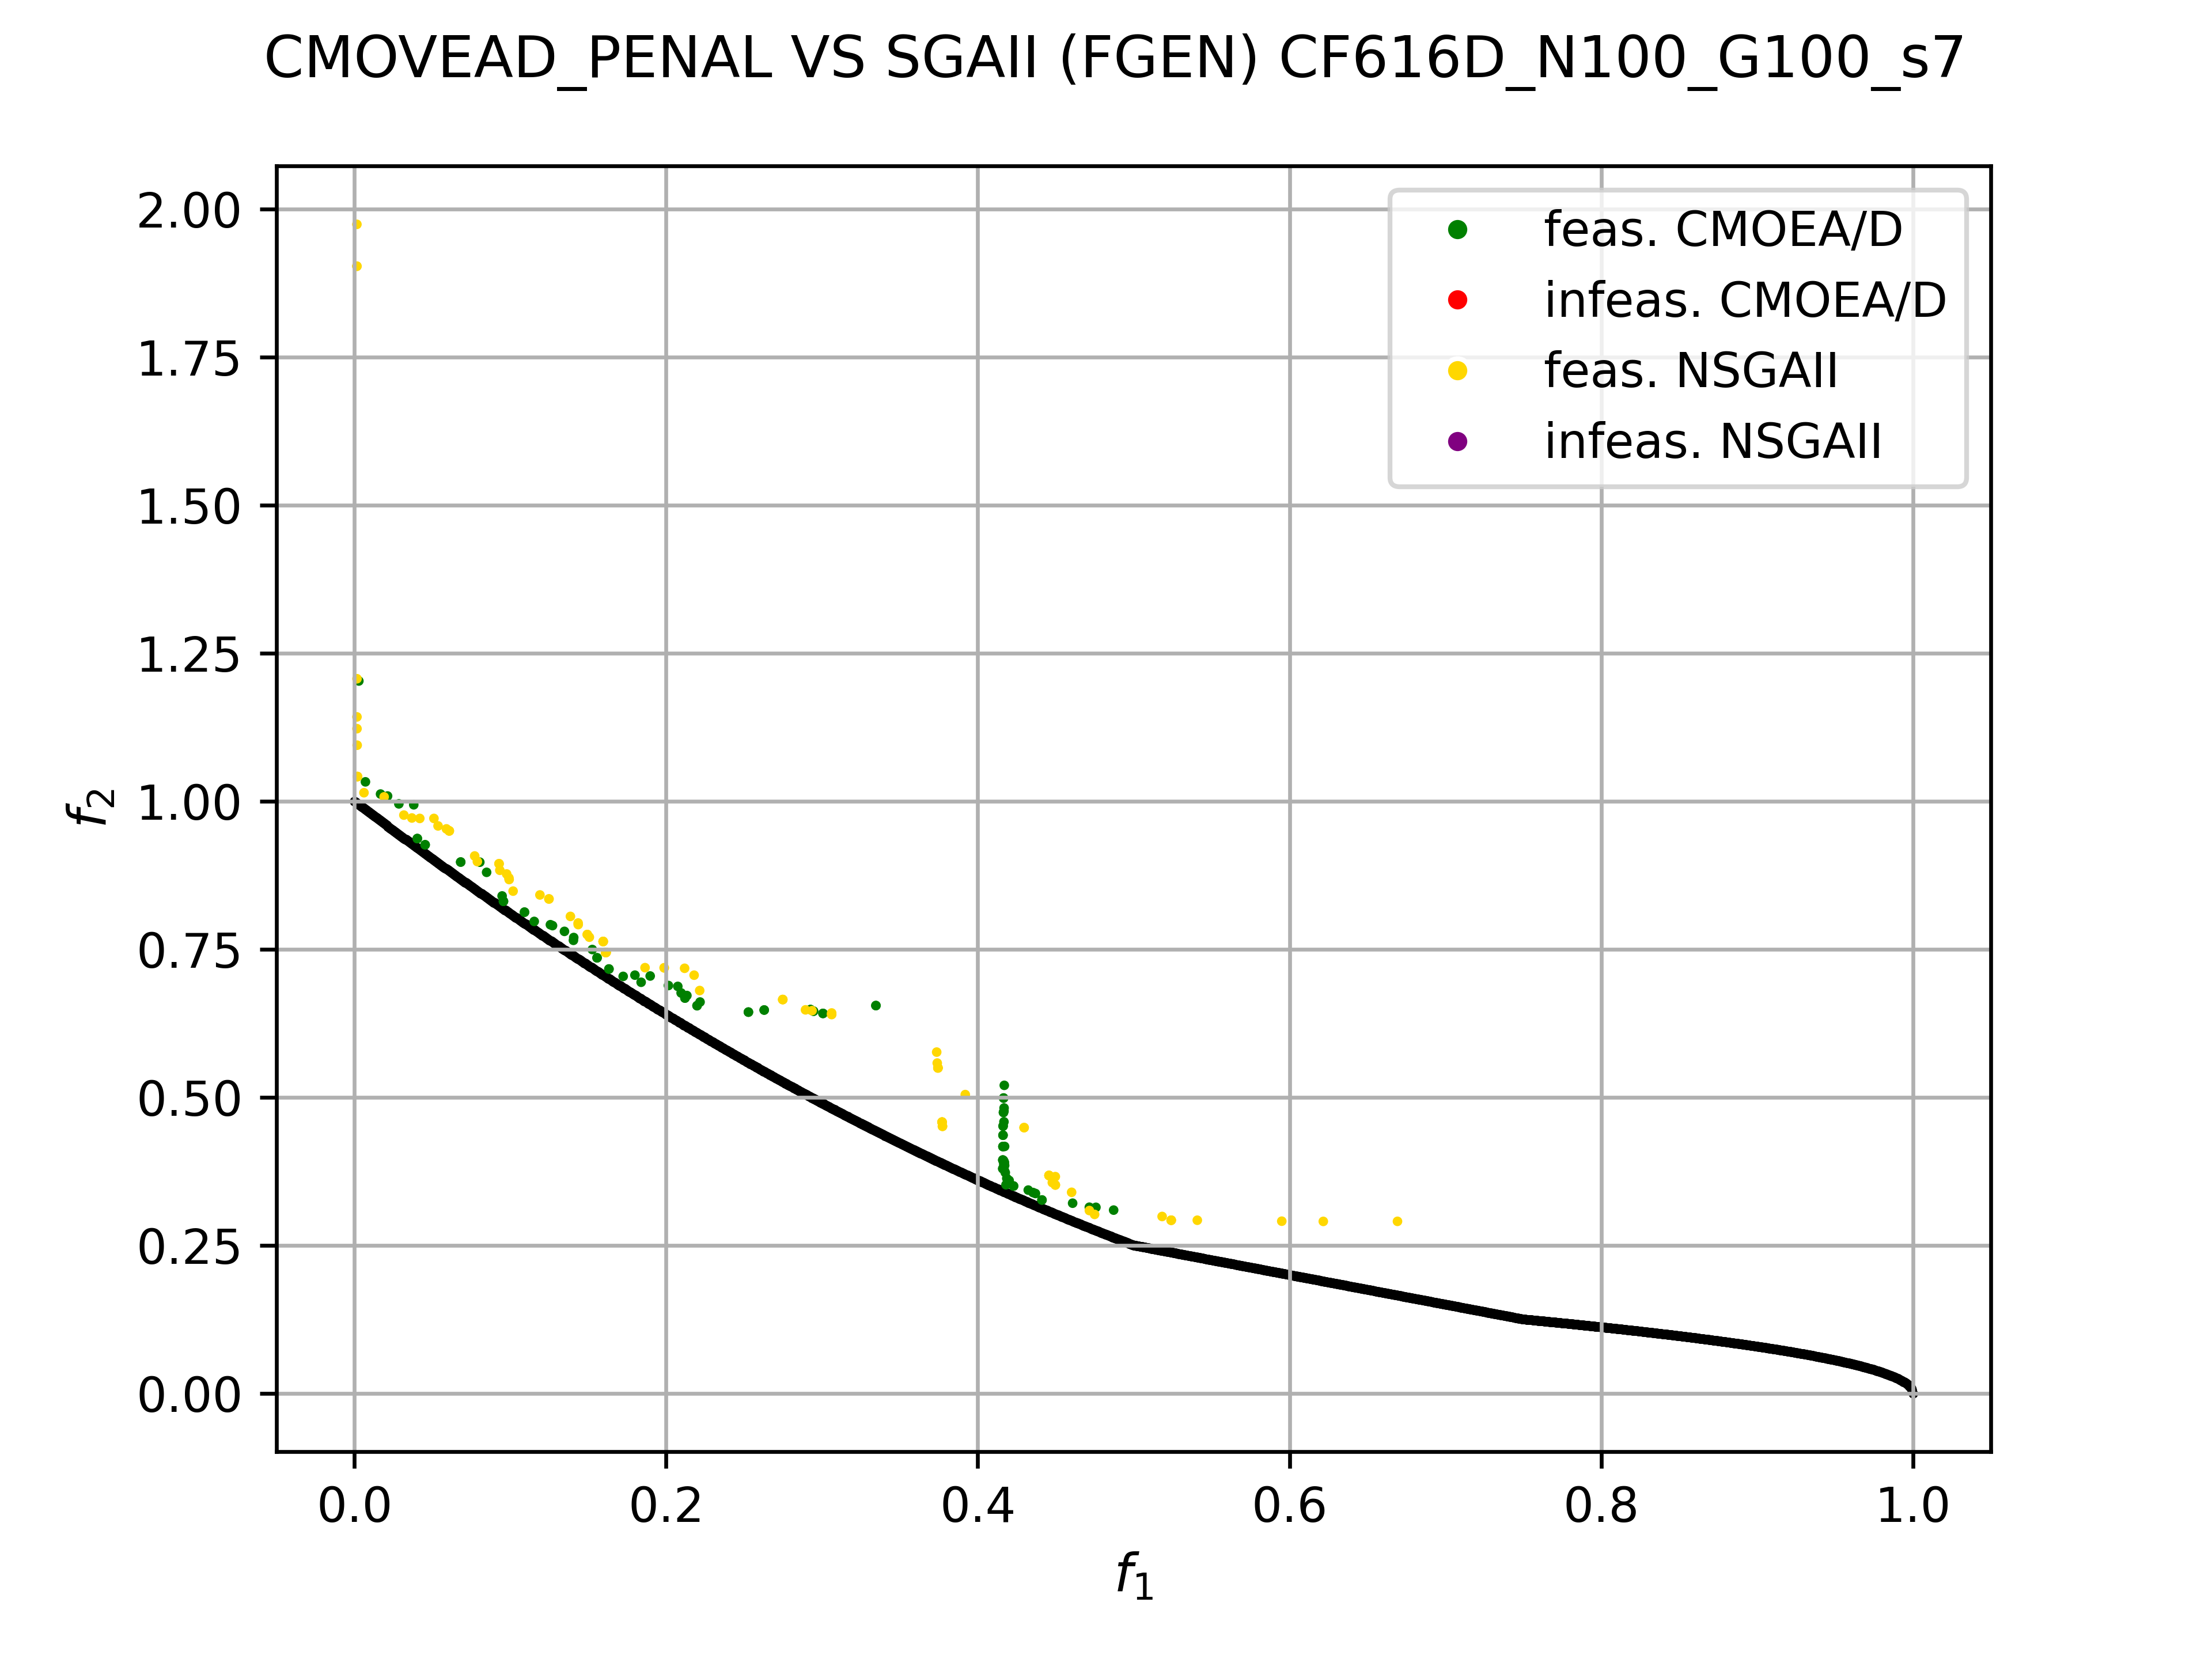 CMOVEAD_PENAL VS SGAII (FGEN) CF616D_N100_G100_s7
2.00
1.75
1.50
1.25
1.00
0.75
0.50
0.25
0.00
f2
feas. CMOEA/D
infeas. CMOEA/D
feas. NSGAII
infeas. NSGAII
0.0 0.2 0.4 0.6 0.8 1.0
f1